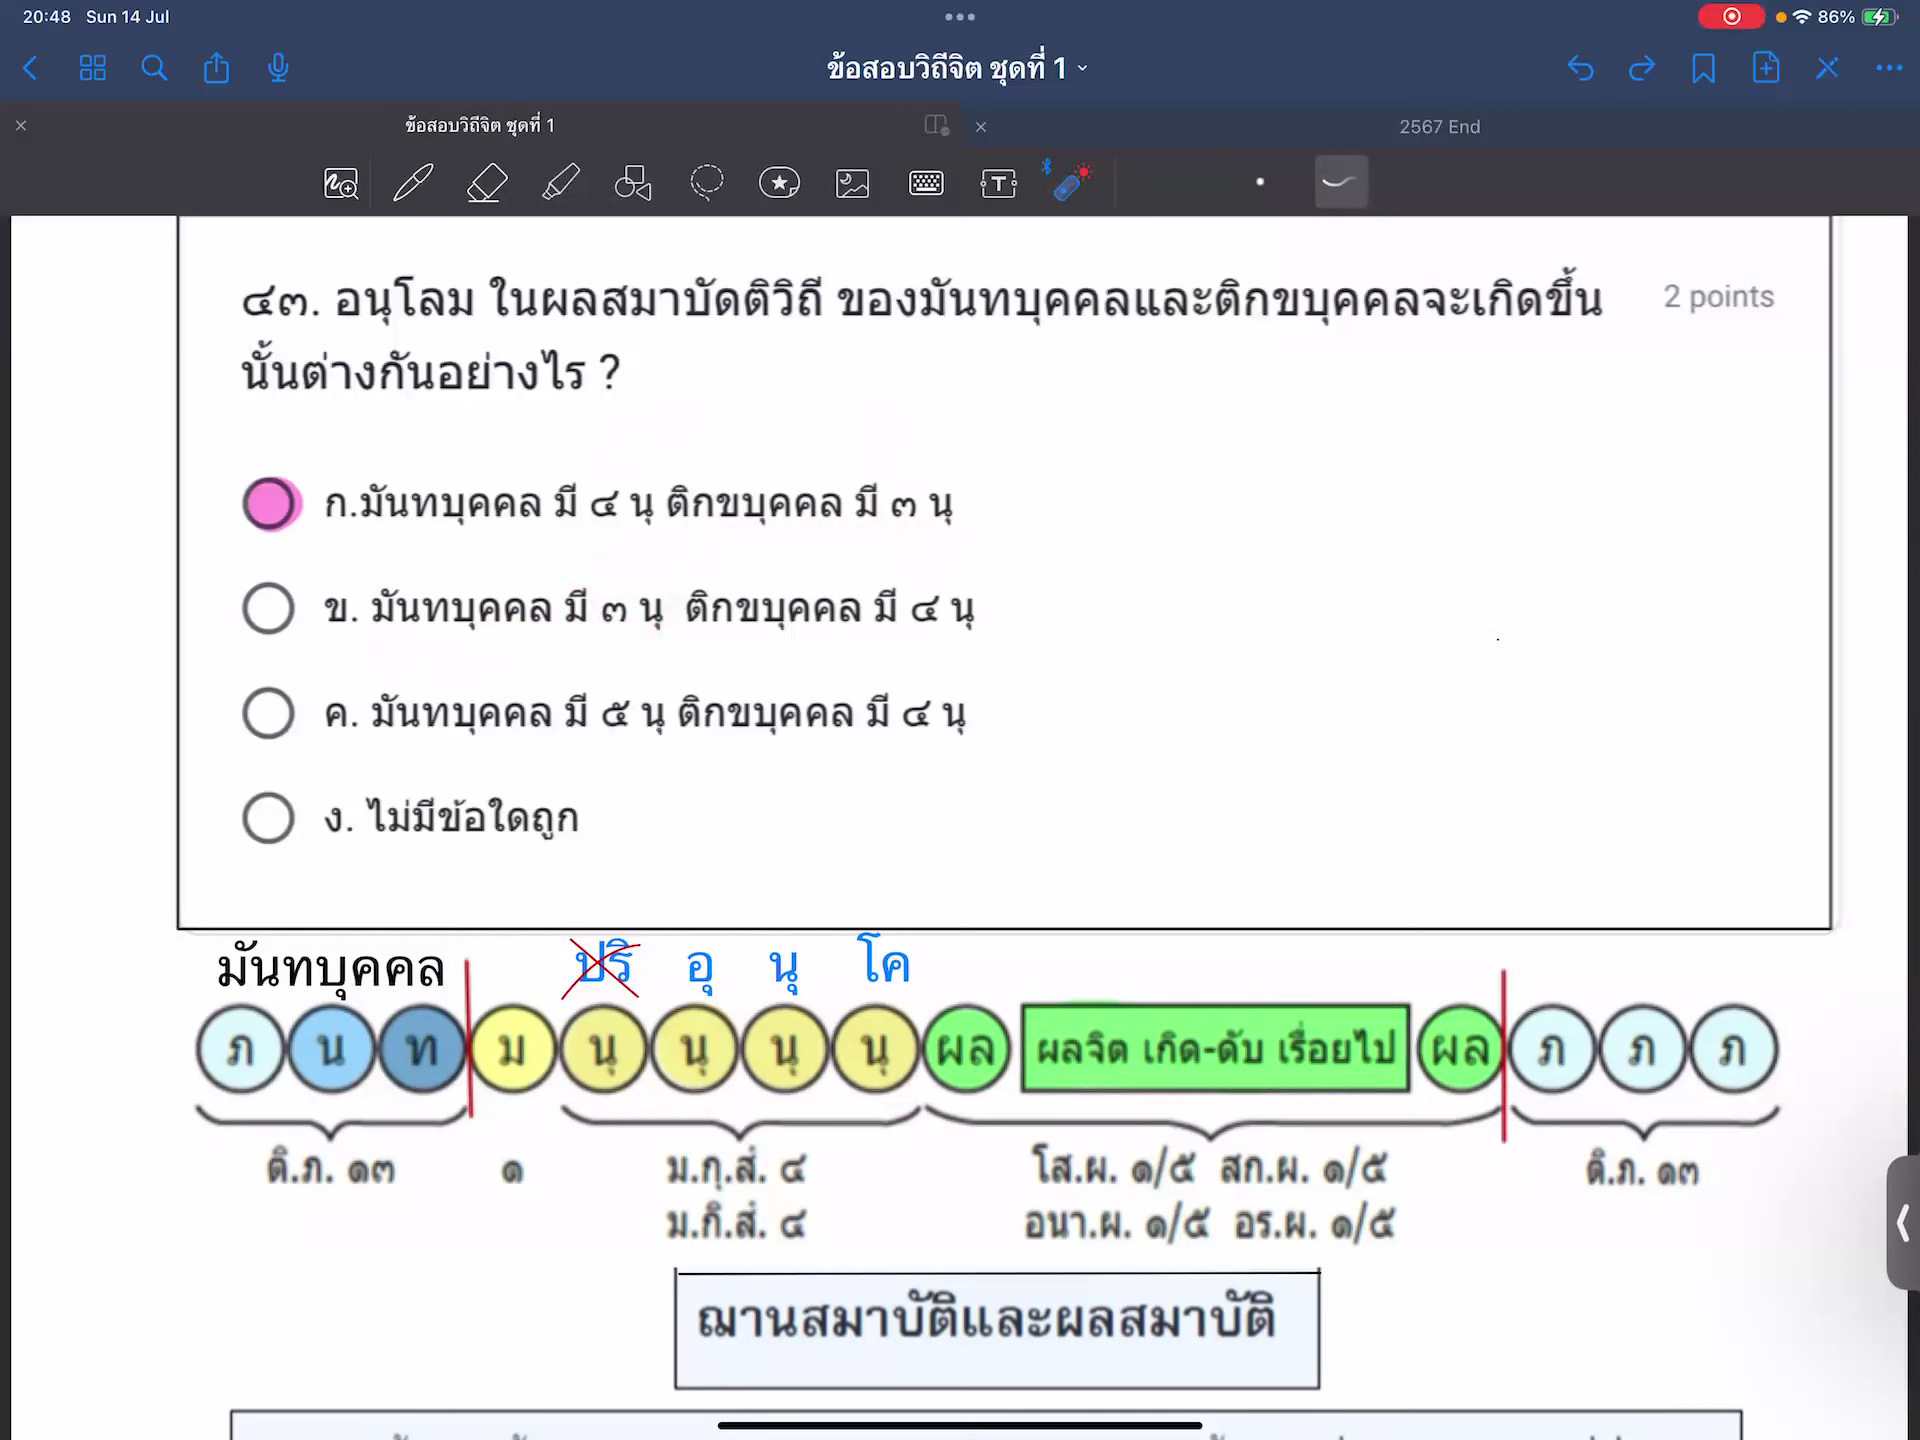 20:48 Sun 14 Jul
86%
ข้อสอบวิถีจิต ชุดที่ 1
ข้อสอบวิถีจิต ชุดที่ 1
2567 End
๔๓. อนุโลม ในผลสมาบัดติวิถี ของมันทบุคคลและติกขบุคคลจะเกิดขึ้น 2 points
นั้นต่างกันอย่างไร ?
ก.มันทบุคคล มี ๔ นุ ติกขบุคคล มี ๓ นุ
ข. มันทบุคคล มี ๓ นุ ติกขบุคคล มี ๔ นุ
ค. มันทบุคคล มี ๕ นุ ติกขบุคคล มี ๔ นุ
ง. ไม่มีข้อใดถูก
มันทบุคคล ปริ อุ นุ โค
ภ น ท ม นุ นุ นุ นุ ผล ผลจิต เกิด-ดับ เรื่อยไป ผล ภ ภ ภ
ติ.ภ. ๑๓ ๑ ม.กุ.สํ. ๔ โส.ผ. ๑/๕ สก.ผ. ๑/๕ ติ.ภ. ๑๓
ม.กิ.สํ. ๔ อนา.ผ. ๑/๕ อร.ผ. ๑/๕
ฌานสมาบัติและผลสมาบัติ